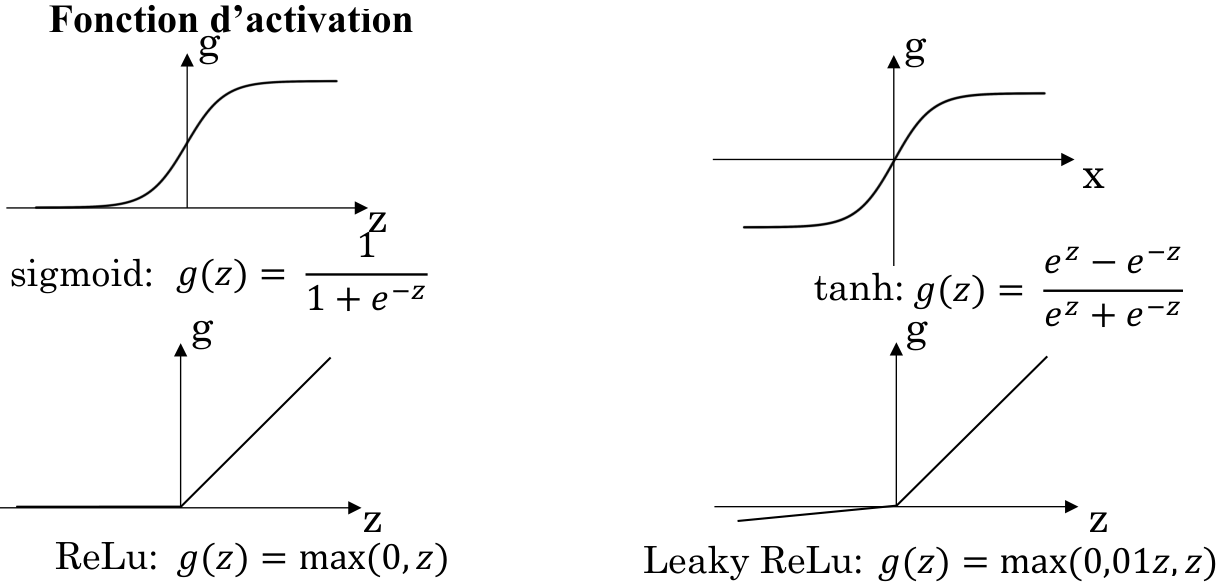 Fonction d'activation
g
z
sigmoid: g(z) = 1 / (1 + e^{-z})
g
x
tanh: g(z) = (e^z − e^{-z}) / (e^z + e^{-z})
g
z
ReLu: g(z) = max(0, z)
g
z
Leaky ReLu: g(z) = max(0,01z, z)